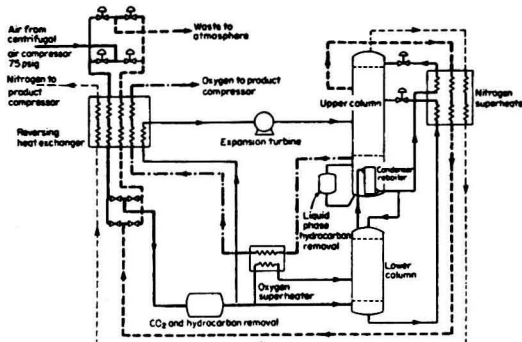 Air from
centrifugal
air compressor
75 psig
Waste to
atmosphere
Nitrogen to
product
compressor
Oxygen to product
compressor
Reversing
heat exchanger
Expansion turbine
Upper column
Nitrogen
superheater
Condenser
reboiler
Liquid
phase
hydrocarbon
removal
Oxygen
superheater
Lower
column
CO₂ and hydrocarbon removal